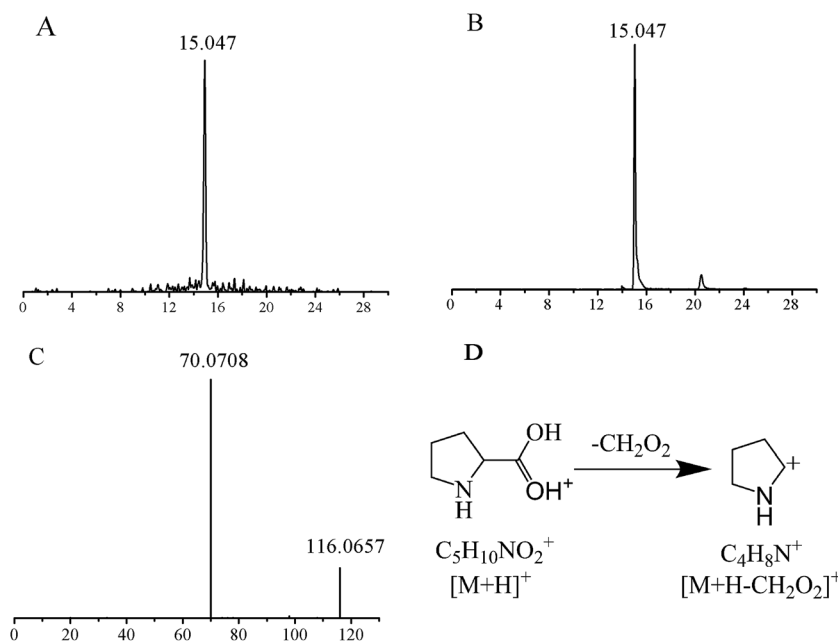 A
15.047
0 4 8 12 16 20 24 28
B
15.047
0 4 8 12 16 20 24 28
C
70.0708
116.0657
0 20 40 60 80 100 120
D
OH
-CH₂O₂
N
H
OH⁺
+
N
H
C₅H₁₀NO₂⁺
[M+H]⁺
C₄H₈N⁺
[M+H-CH₂O₂]⁺